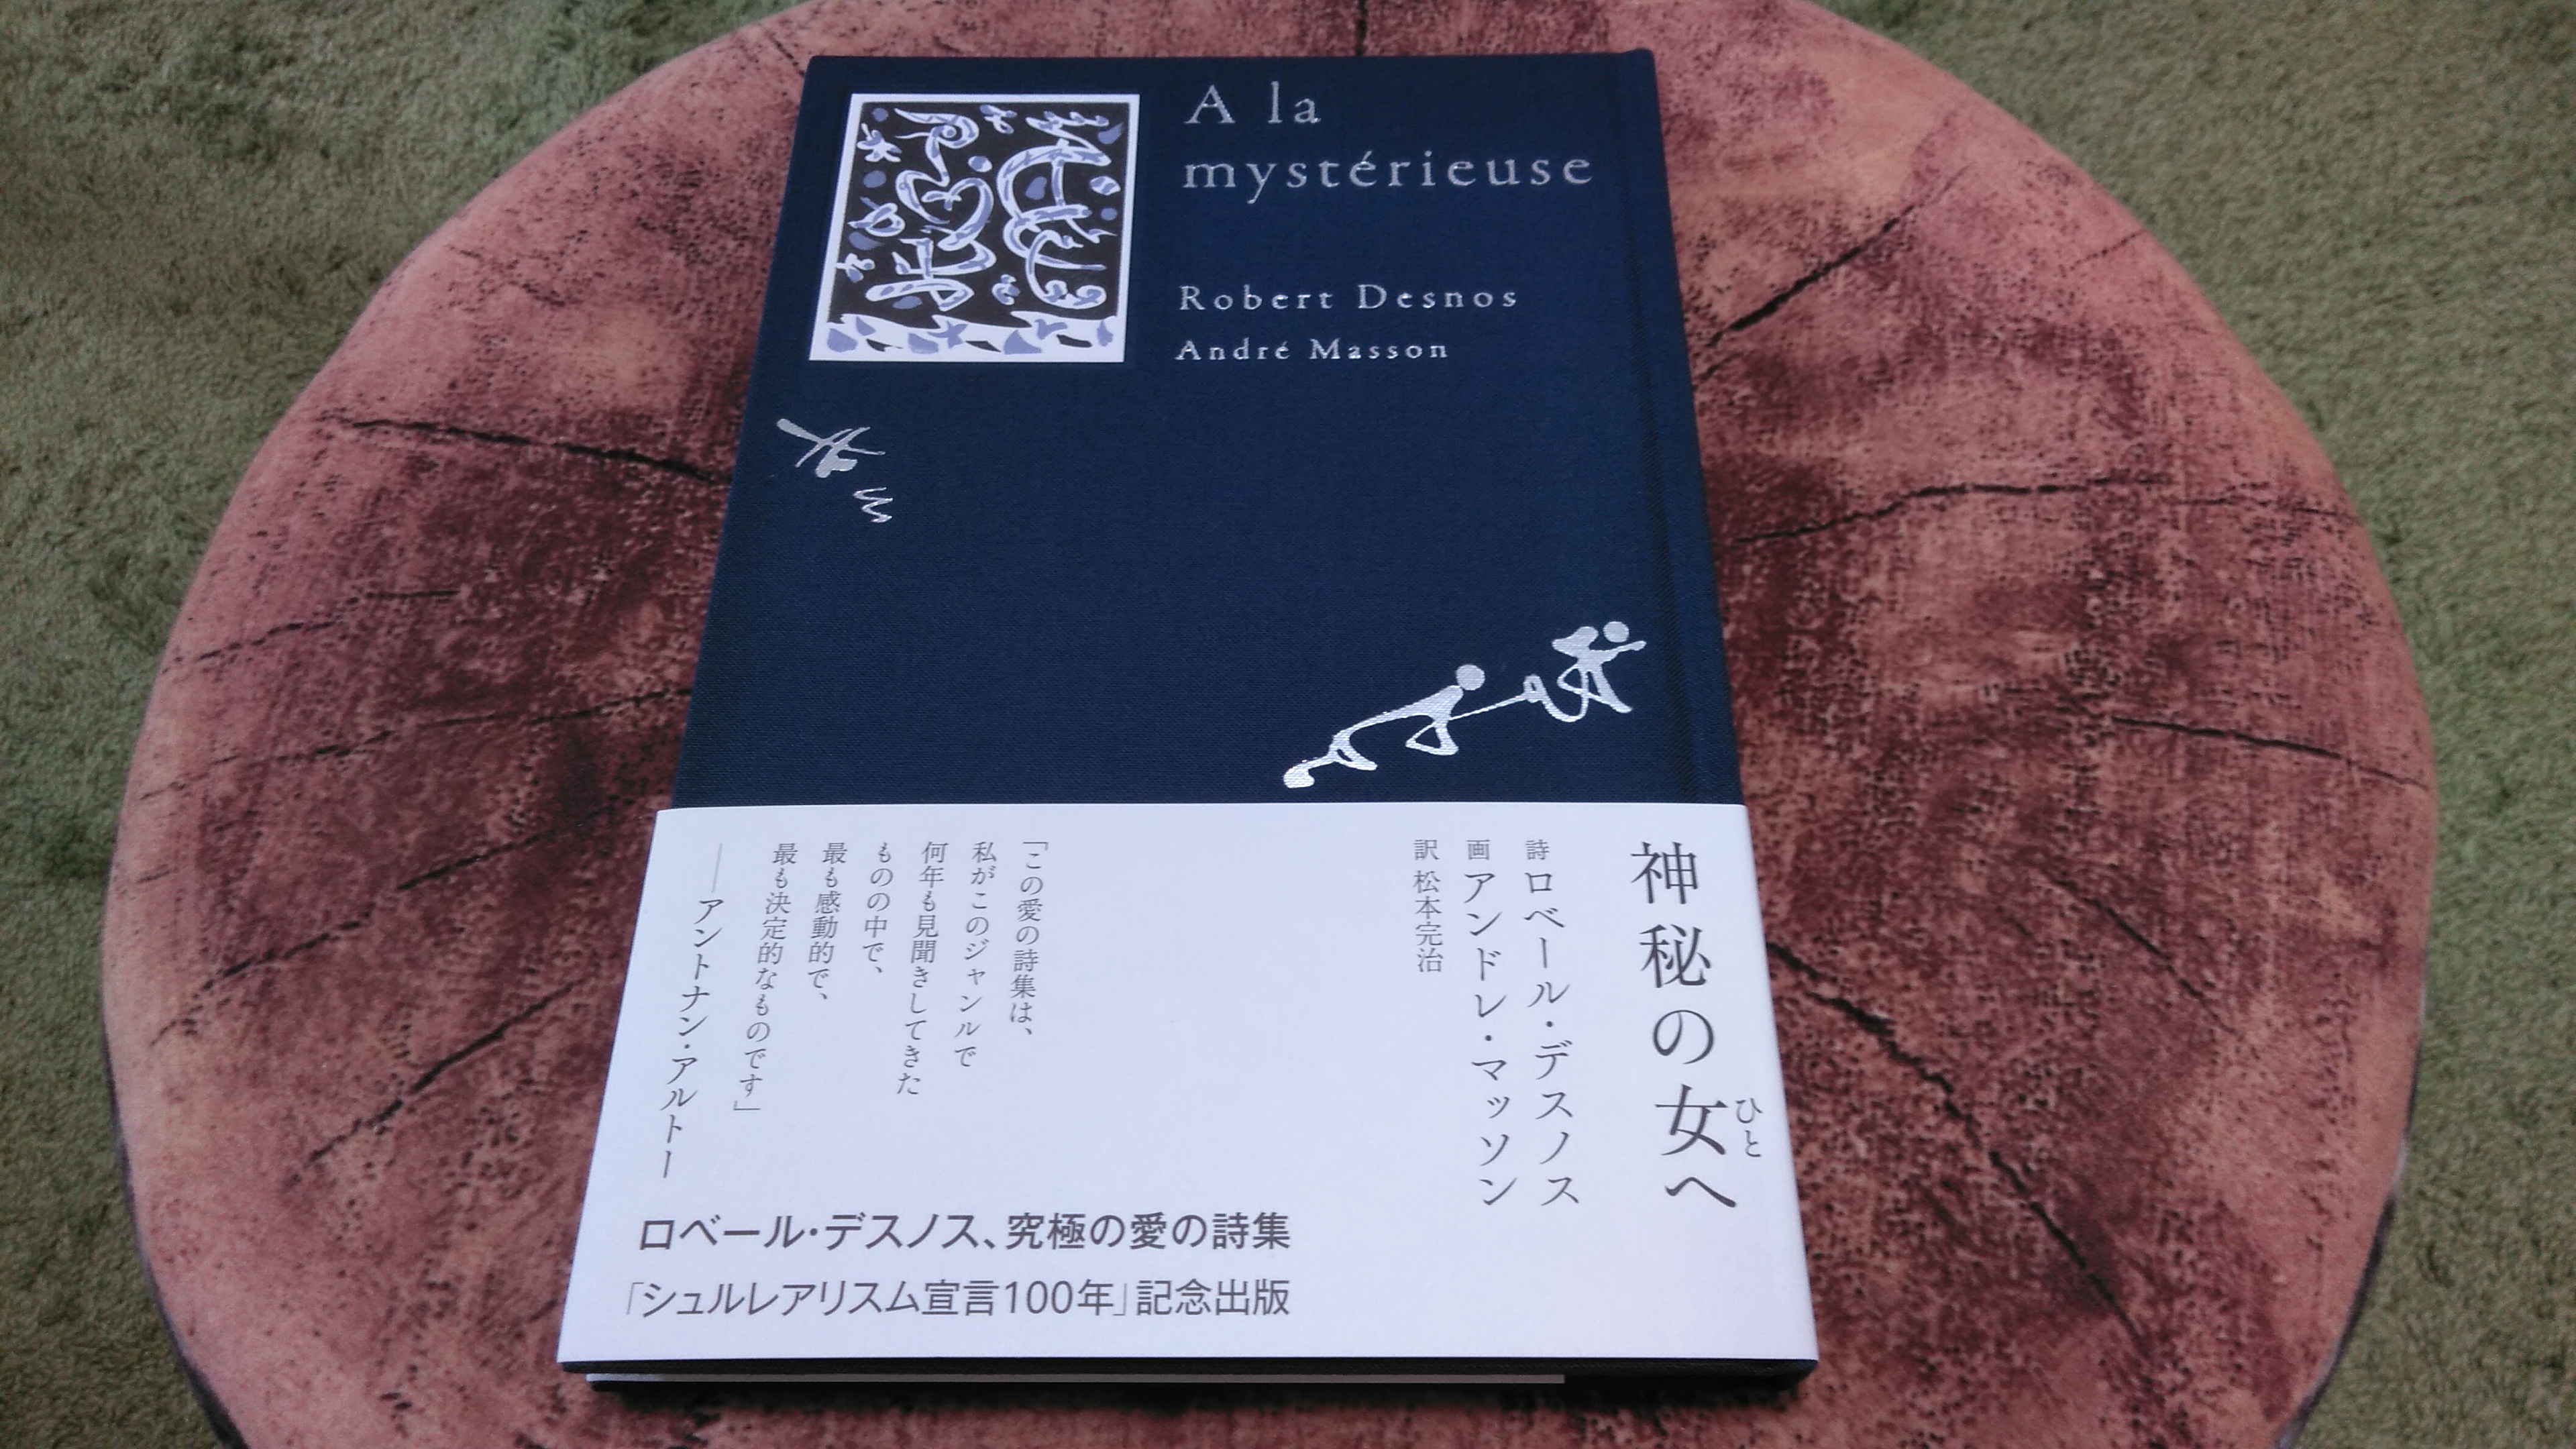 A la
mystérieuse
Robert Desnos
André Masson
神秘の女へ
ひと
詩 ロベール・デスノス
画 アンドレ・マッソン
訳 松本完治
「この愛の詩集は、
私がこのジャンルで
何年も見聞きしてきた
ものの中で、
最も感動的で、
最も決定的なものです」
――アントナン・アルトー
ロベール・デスノス、究極の愛の詩集
「シュルレアリスム宣言100年」記念出版